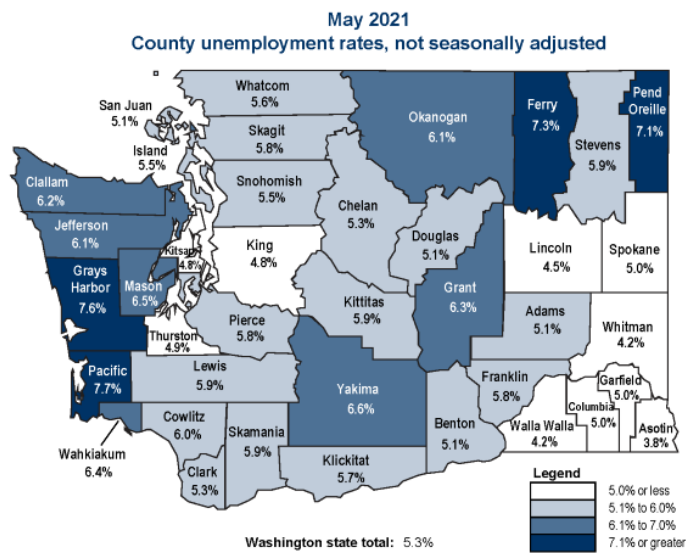 May 2021
County unemployment rates, not seasonally adjusted
Whatcom
5.6%
San Juan
5.1%
Skagit
5.8%
Island
5.5%
Snohomish
5.5%
Okanogan
6.1%
Ferry
7.3%
Stevens
5.9%
Pend
Oreille
7.1%
Clallam
6.2%
Jefferson
6.1%
Kitsap
4.8%
King
4.8%
Chelan
5.3%
Douglas
5.1%
Lincoln
4.5%
Spokane
5.0%
Grays
Harbor
7.6%
Mason
6.5%
Grant
6.3%
Kittitas
5.9%
Adams
5.1%
Whitman
4.2%
Thurston
4.9%
Pierce
5.8%
Pacific
7.7%
Lewis
5.9%
Yakima
6.6%
Franklin
5.8%
Garfield
5.0%
Columbia
5.0%
Walla Walla
4.2%
Asotin
3.8%
Benton
5.1%
Wahkiakum
6.4%
Cowlitz
6.0%
Skamania
5.9%
Clark
5.3%
Klickitat
5.7%
Legend
5.0% or less
5.1% to 6.0%
6.1% to 7.0%
7.1% or greater
Washington state total: 5.3%